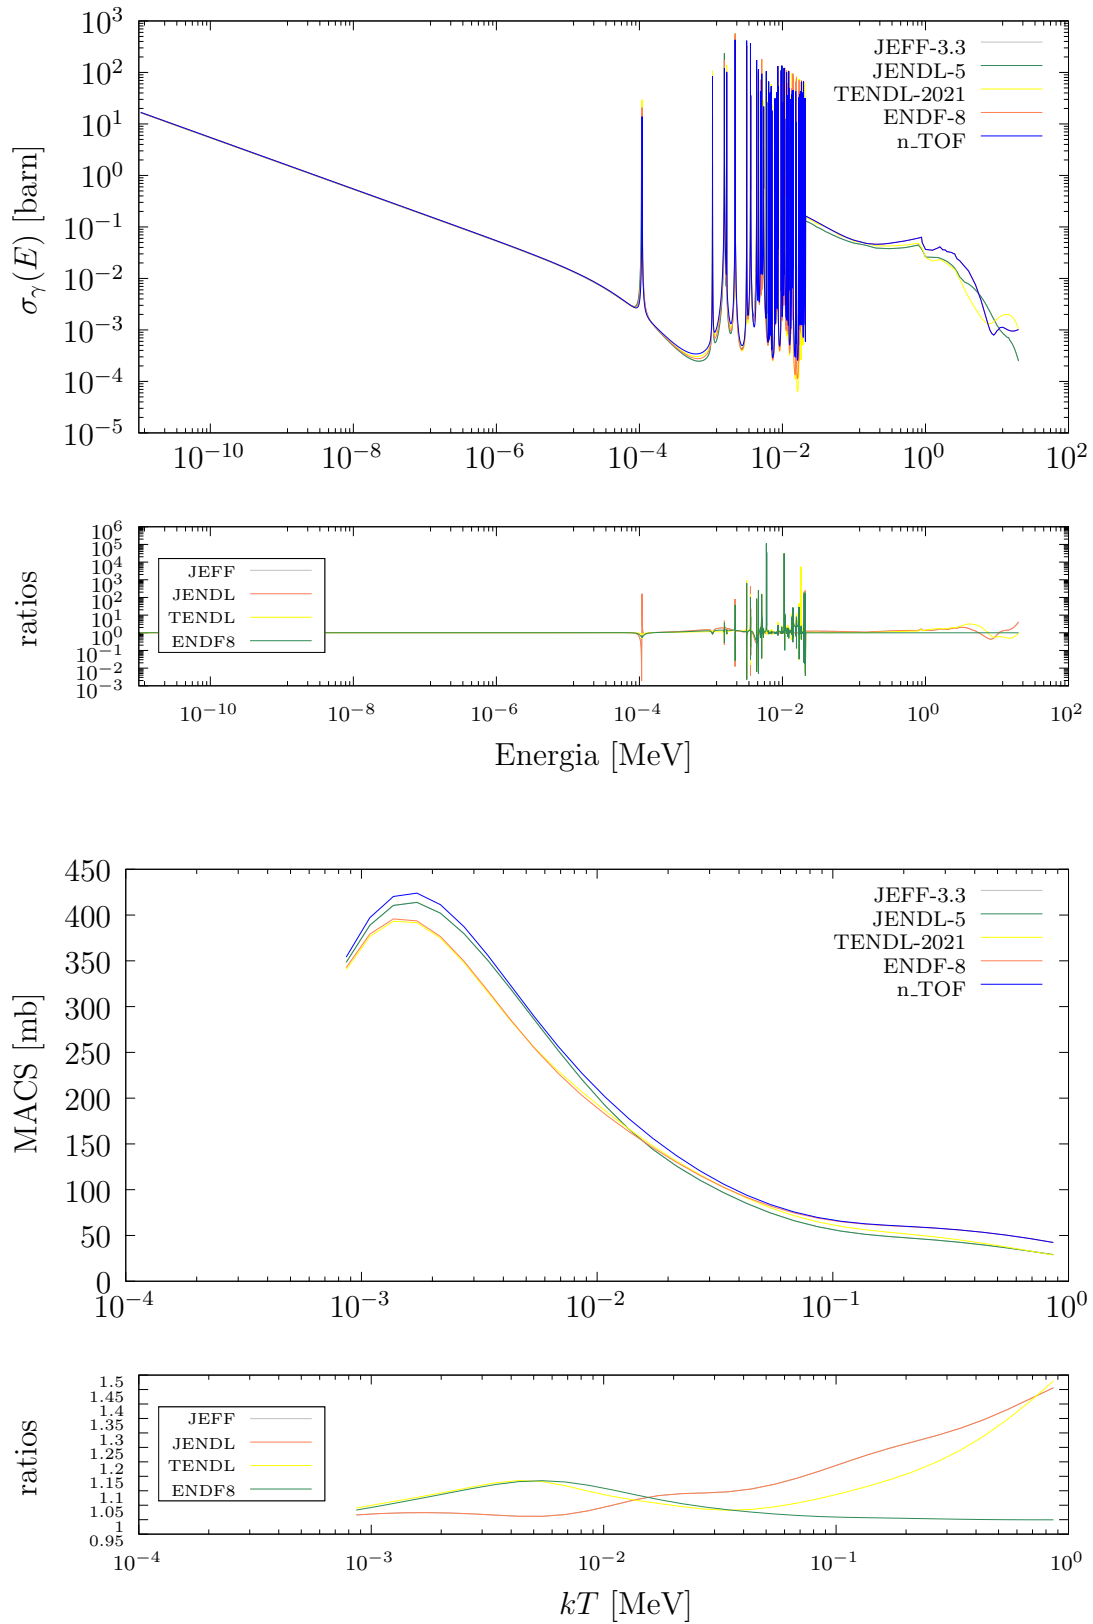 10^3
10^2
10^1
10^0
10^-1
10^-2
10^-3
10^-4
10^-5
σγ(E) [barn]
JEFF-3.3
JENDL-5
TENDL-2021
ENDF-8
n_TOF
10^-10 10^-8 10^-6 10^-4 10^-2 10^0 10^2
10^6
10^5
10^4
10^3
10^2
10^1
10^0
10^-1
10^-2
10^-3
ratios
JEFF
JENDL
TENDL
ENDF8
10^-10 10^-8 10^-6 10^-4 10^-2 10^0 10^2
Energia [MeV]
450
400
350
300
250
200
150
100
50
0
MACS [mb]
JEFF-3.3
JENDL-5
TENDL-2021
ENDF-8
n_TOF
10^-4 10^-3 10^-2 10^-1 10^0
1.5
1.45
1.4
1.35
1.3
1.25
1.2
1.15
1.1
1.05
1
0.95
ratios
JEFF
JENDL
TENDL
ENDF8
10^-4 10^-3 10^-2 10^-1 10^0
kT [MeV]